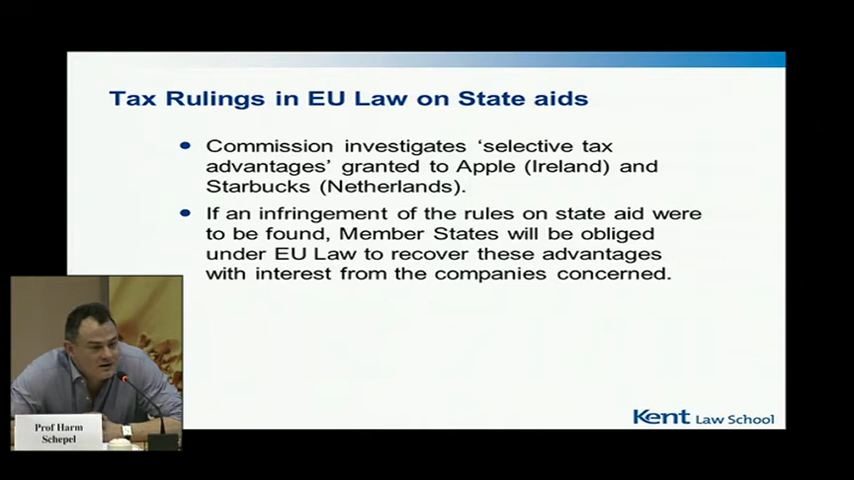 Tax Rulings in EU Law on State aids
• Commission investigates ‘selective tax
advantages’ granted to Apple (Ireland) and
Starbucks (Netherlands).
• If an infringement of the rules on state aid were
to be found, Member States will be obliged
under EU Law to recover these advantages
with interest from the companies concerned.
Prof Harm
Schepel
Kent Law School